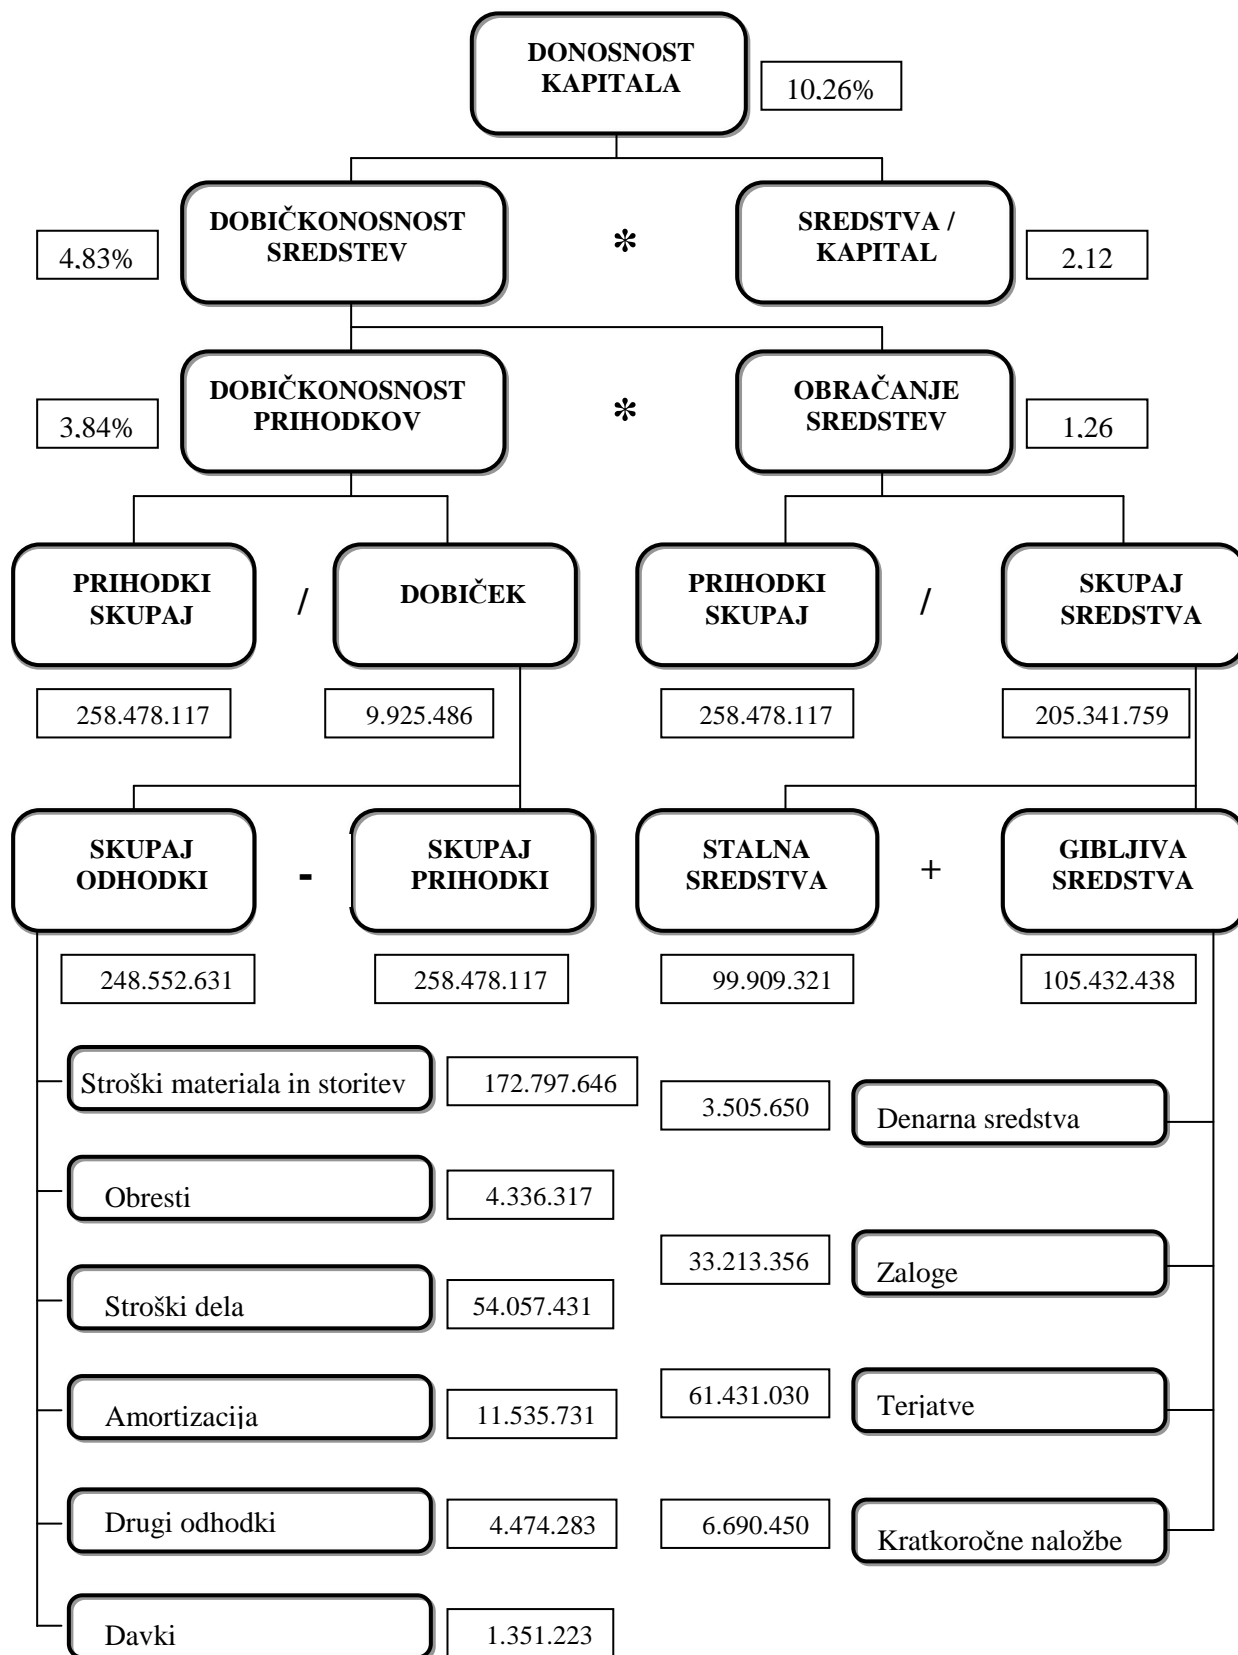 DONOSNOST
KAPITALA
10,26%
DOBIČKONOSNOST
SREDSTEV
4,83%
*
SREDSTVA /
KAPITAL
2,12
DOBIČKONOSNOST
PRIHODKOV
3,84%
*
OBRAČANJE
SREDSTEV
1,26
PRIHODKI
SKUPAJ
/
DOBIČEK
PRIHODKI
SKUPAJ
/
SKUPAJ
SREDSTVA
258.478.117
9.925.486
258.478.117
205.341.759
SKUPAJ
ODHODKI
-
SKUPAJ
PRIHODKI
STALNA
SREDSTVA
+
GIBLJIVA
SREDSTVA
248.552.631
258.478.117
99.909.321
105.432.438
Stroški materiala in storitev
172.797.646
3.505.650
Denarna sredstva
Obresti
4.336.317
33.213.356
Zaloge
Stroški dela
54.057.431
61.431.030
Terjatve
Amortizacija
11.535.731
Drugi odhodki
4.474.283
6.690.450
Kratkoročne naložbe
Davki
1.351.223